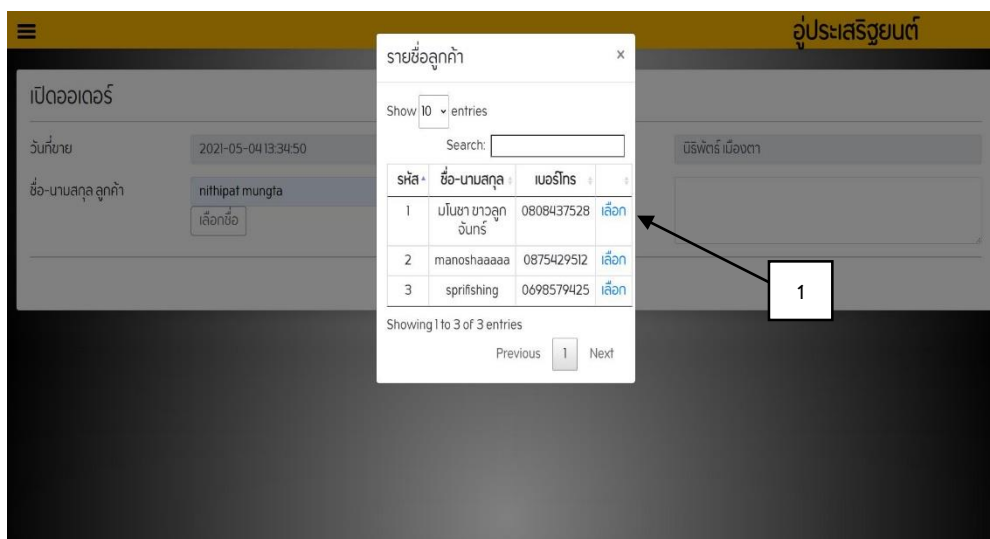 อู่ประเสริฐยนต์
รายชื่อลูกค้า ×
เปิดออเดอร์
Show 10 entries
Search:
วันที่ขาย 2021-05-04 13:34:50 นิธิพัตธ์ เมืองตา
ชื่อ-นามสกุล ลูกค้า nithipat mungta
เลือกชื่อ
รหัส ชื่อ-นามสกุล เบอร์โทร
1 มโนชา ขาวลูก 0808437528 เลือก
จันทร์
2 manoshaaaaa 0875429512 เลือก
3 sprifishing 0698579425 เลือก
Showing 1 to 3 of 3 entries
Previous 1 Next
1